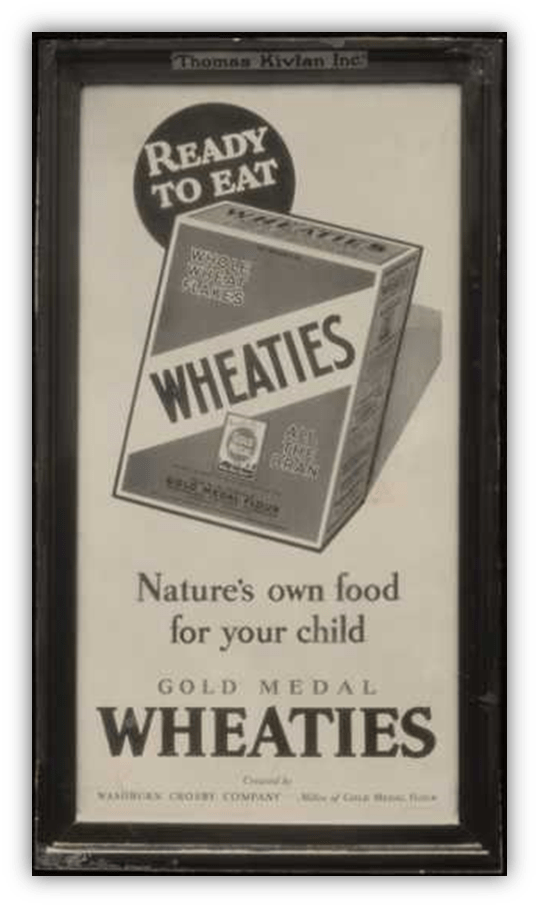 Thomas Kivlan Inc.
READY
TO EAT
WHEATIES
WHOLE
WHEAT
FLAKES
WHEATIES
ALL
THE
BRAN
GOLD MEDAL FLOUR
Nature's own food
for your child
GOLD MEDAL
WHEATIES
Created by
WASHBURN CROSBY COMPANY Millers of GOLD MEDAL FLOUR